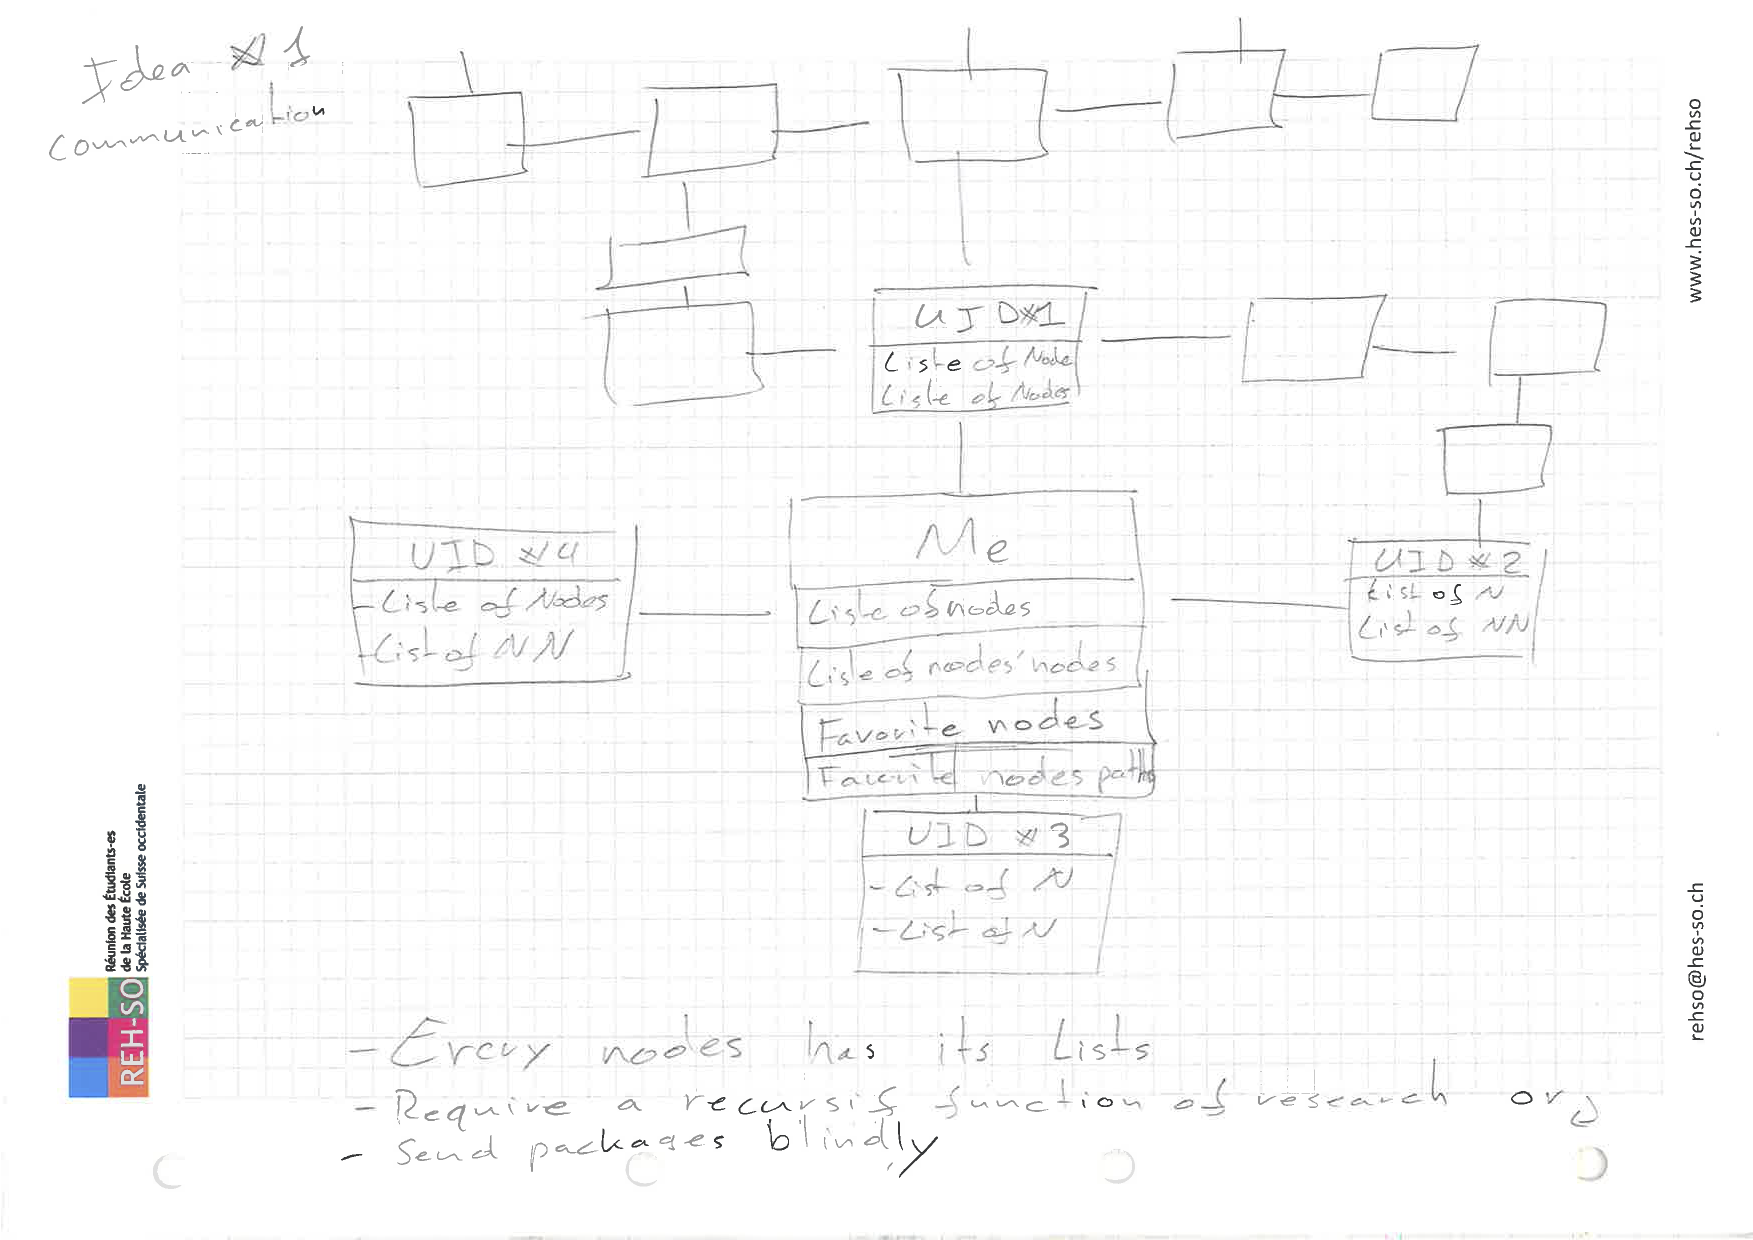 Idea #1
communication
www.hes-so.ch/rehso
UID#1
Liste of Node
Liste of Nodes
Me
Liste of nodes
Liste of nodes' nodes
Favorite nodes
Favorite nodes paths
UID #4
- Liste of Nodes
- List of NN
UID #2
List of N
List of NN
UID #3
- List of N
- List of N
Réunion des Étudiants-es
de la Haute École
Spécialisée de Suisse occidentale
REH-SO
rehso@hes-so.ch
- Every nodes has its Lists
- Require a recursif function of research or
- Send packages blindly